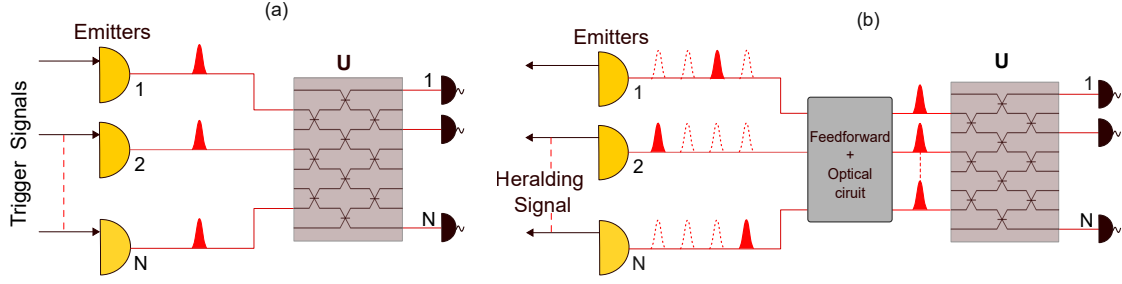 (a)
Emitters
U
1
1
2
N
N
Trigger Signals
(b)
Emitters
U
1
1
2
Feedforward
+
Optical
ciruit
Heralding
Signal
N
N